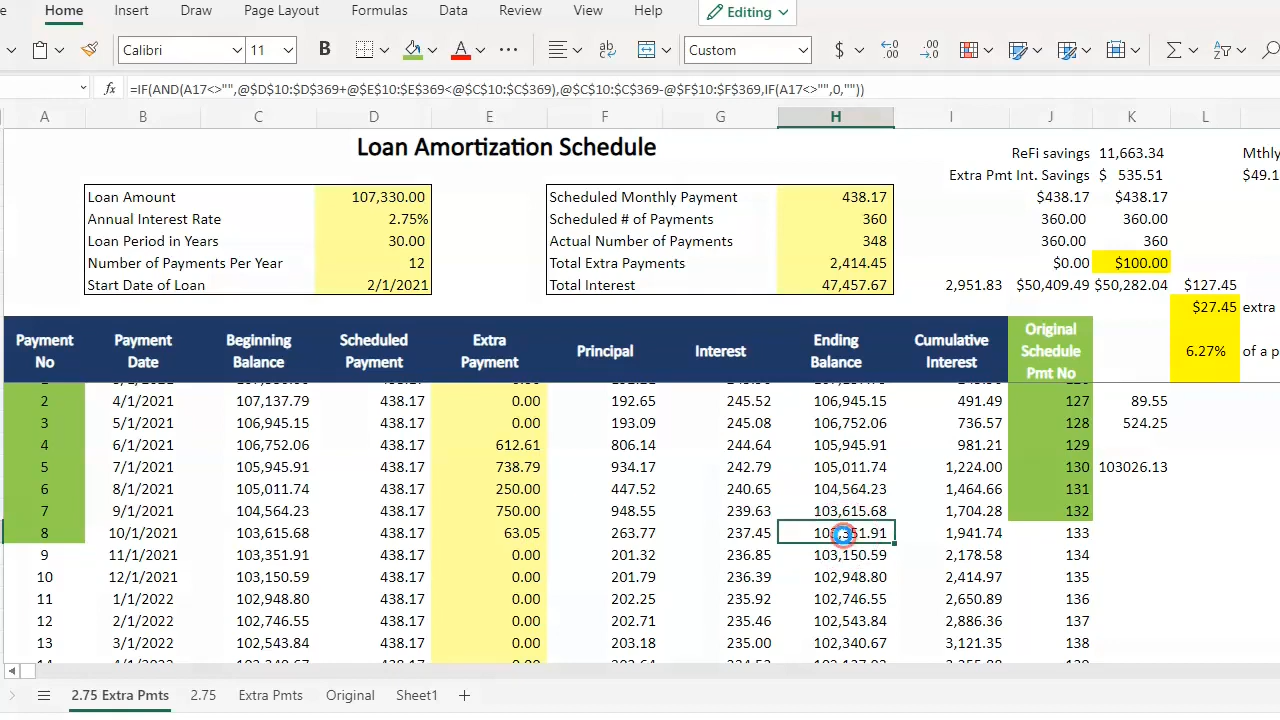 Home Insert Draw Page Layout Formulas Data Review View Help Editing
Calibri 11 B A Custom $
fx =IF(AND(A17<>"",@$D$10:$D$369+@$E$10:$E$369<@$C$10:$C$369),@$C$10:$C$369-@$F$10:$F$369,IF(A17<>"",0,""))
A B C D E F G H I J K L
Loan Amortization Schedule
ReFi savings 11,663.34 Mthly
Extra Pmt Int. Savings $ 535.51 $49.1
Loan Amount 107,330.00 Scheduled Monthly Payment 438.17 $438.17 $438.17
Annual Interest Rate 2.75% Scheduled # of Payments 360 360.00 360.00
Loan Period in Years 30.00 Actual Number of Payments 348 360.00 360
Number of Payments Per Year 12 Total Extra Payments 2,414.45 $0.00 $100.00
Start Date of Loan 2/1/2021 Total Interest 47,457.67 2,951.83 $50,409.49 $50,282.04 $127.45
$27.45 extra
Payment No Payment Date Beginning Balance Scheduled Payment Extra Payment Principal Interest Ending Balance Cumulative Interest Original Schedule Pmt No 6.27% of a p
2 4/1/2021 107,137.79 438.17 0.00 192.65 245.52 106,945.15 491.49 127 89.55
3 5/1/2021 106,945.15 438.17 0.00 193.09 245.08 106,752.06 736.57 128 524.25
4 6/1/2021 106,752.06 438.17 612.61 806.14 244.64 105,945.91 981.21 129
5 7/1/2021 105,945.91 438.17 738.79 934.17 242.79 105,011.74 1,224.00 130 103026.13
6 8/1/2021 105,011.74 438.17 250.00 447.52 240.65 104,564.23 1,464.66 131
7 9/1/2021 104,564.23 438.17 750.00 948.55 239.63 103,615.68 1,704.28 132
8 10/1/2021 103,615.68 438.17 63.05 263.77 237.45 103,351.91 1,941.74 133
9 11/1/2021 103,351.91 438.17 0.00 201.32 236.85 103,150.59 2,178.58 134
10 12/1/2021 103,150.59 438.17 0.00 201.79 236.39 102,948.80 2,414.97 135
11 1/1/2022 102,948.80 438.17 0.00 202.25 235.92 102,746.55 2,650.89 136
12 2/1/2022 102,746.55 438.17 0.00 202.71 235.46 102,543.84 2,886.36 137
13 3/1/2022 102,543.84 438.17 0.00 203.18 235.00 102,340.67 3,121.35 138
2.75 Extra Pmts 2.75 Extra Pmts Original Sheet1